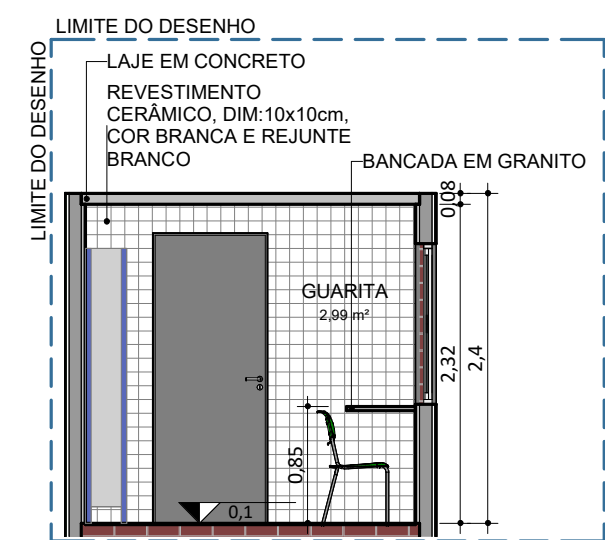 LIMITE DO DESENHO
LIMITE DO DESENHO
LAJE EM CONCRETO
REVESTIMENTO
CERÂMICO, DIM:10x10cm,
COR BRANCA E REJUNTE
BRANCO
BANCADA EM GRANITO
0,08
GUARITA
2,99 m²
2,32
2,4
0,85
0,1